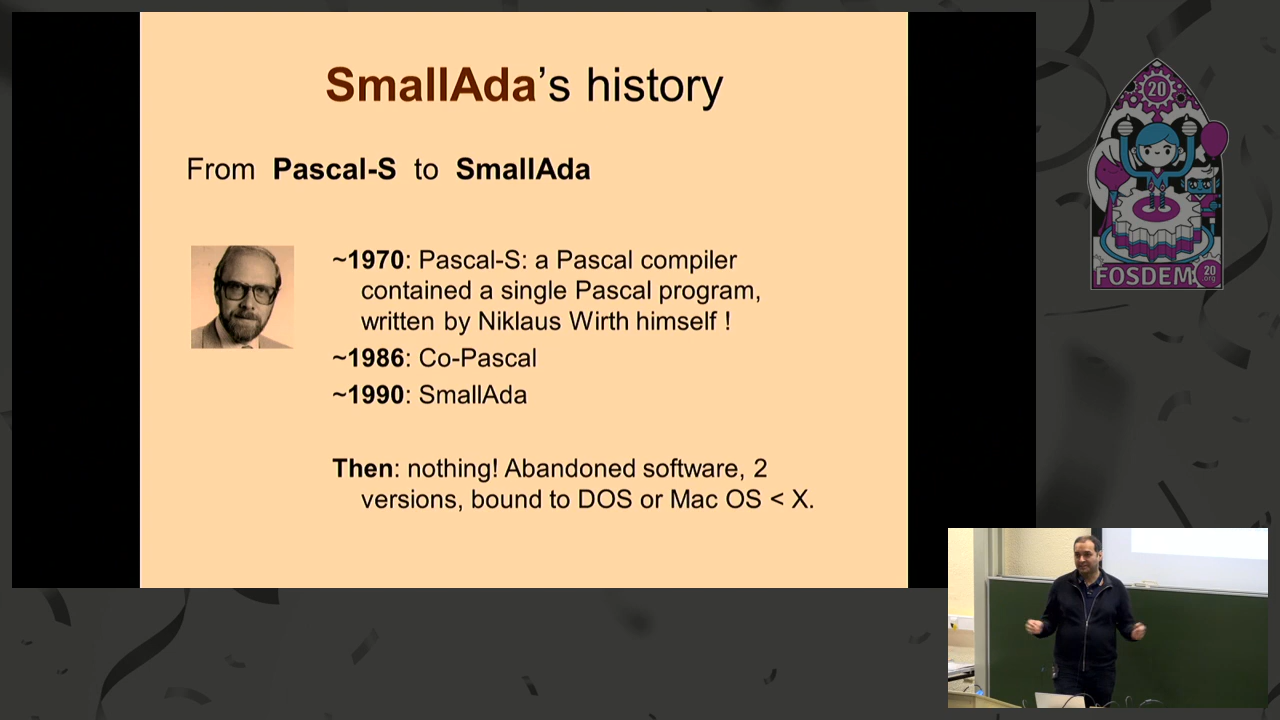 SmallAda's history
From Pascal-S to SmallAda
~1970: Pascal-S: a Pascal compiler
contained a single Pascal program,
written by Niklaus Wirth himself !
~1986: Co-Pascal
~1990: SmallAda
Then: nothing! Abandoned software, 2
versions, bound to DOS or Mac OS < X.
20
FOSDEM
20
.org